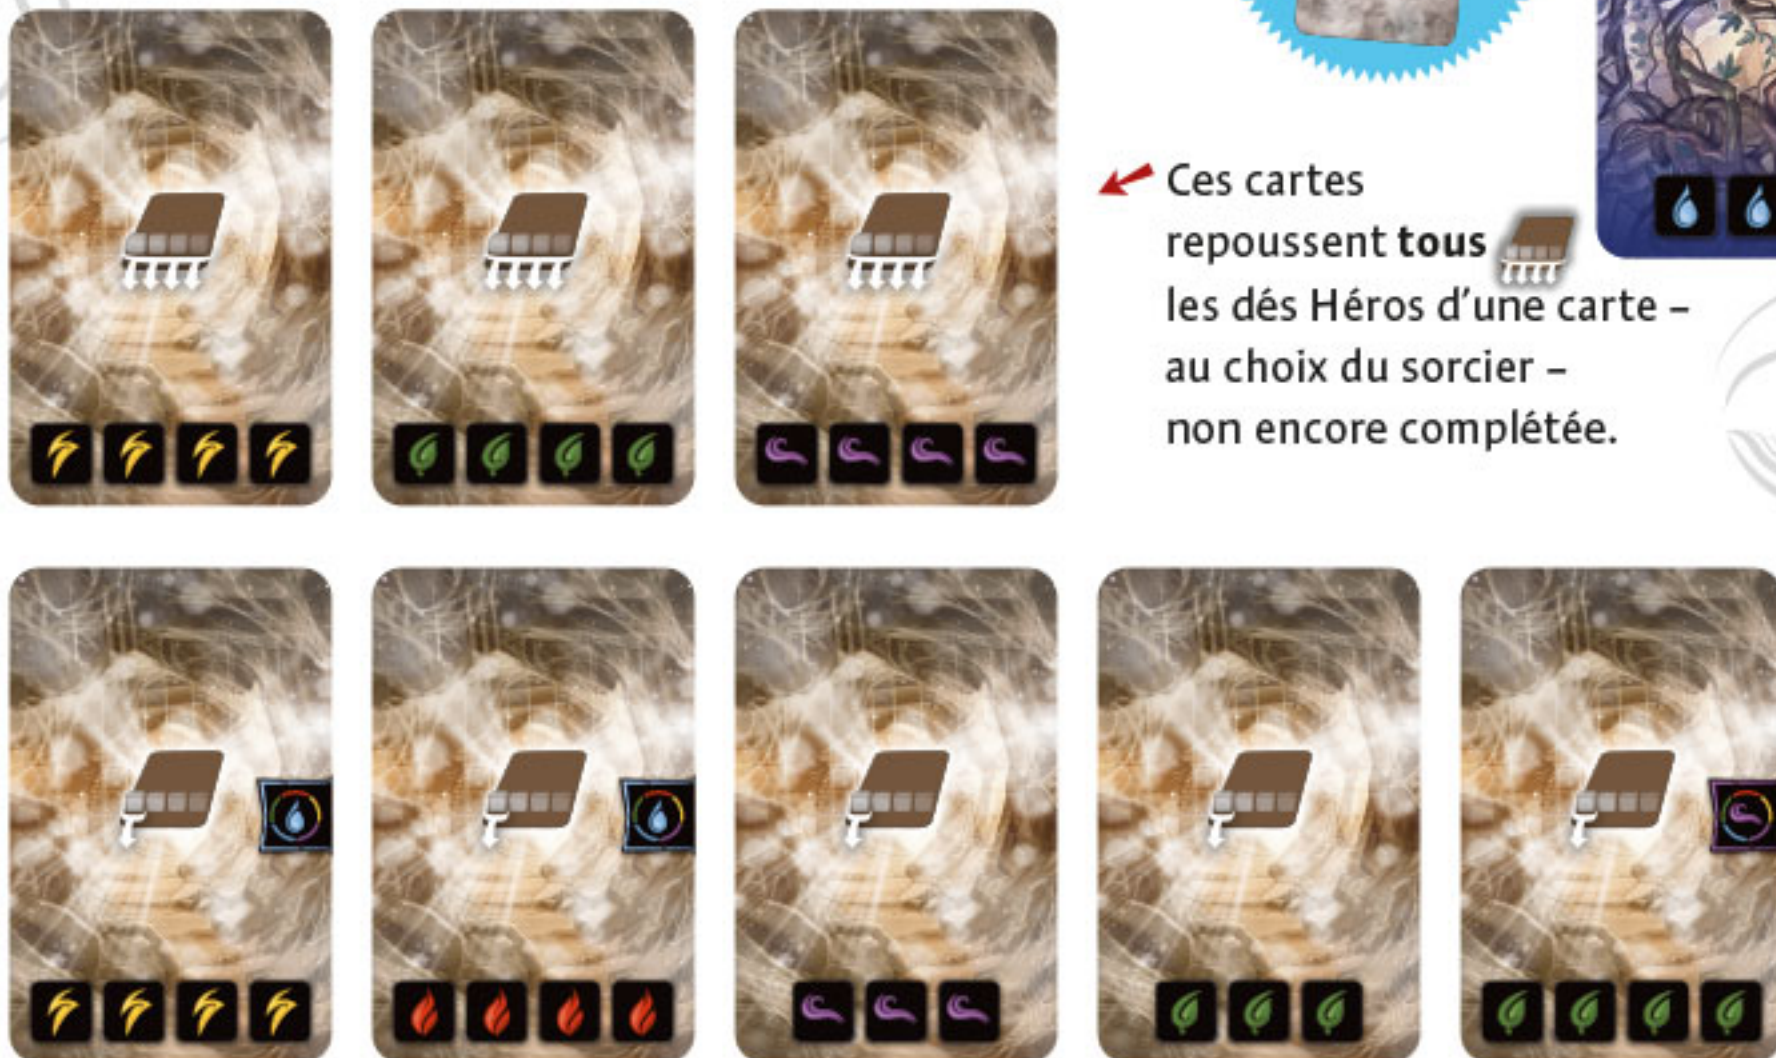 Ces cartes
repoussent tous
les dés Héros d'une carte –
au choix du sorcier –
non encore complétée.